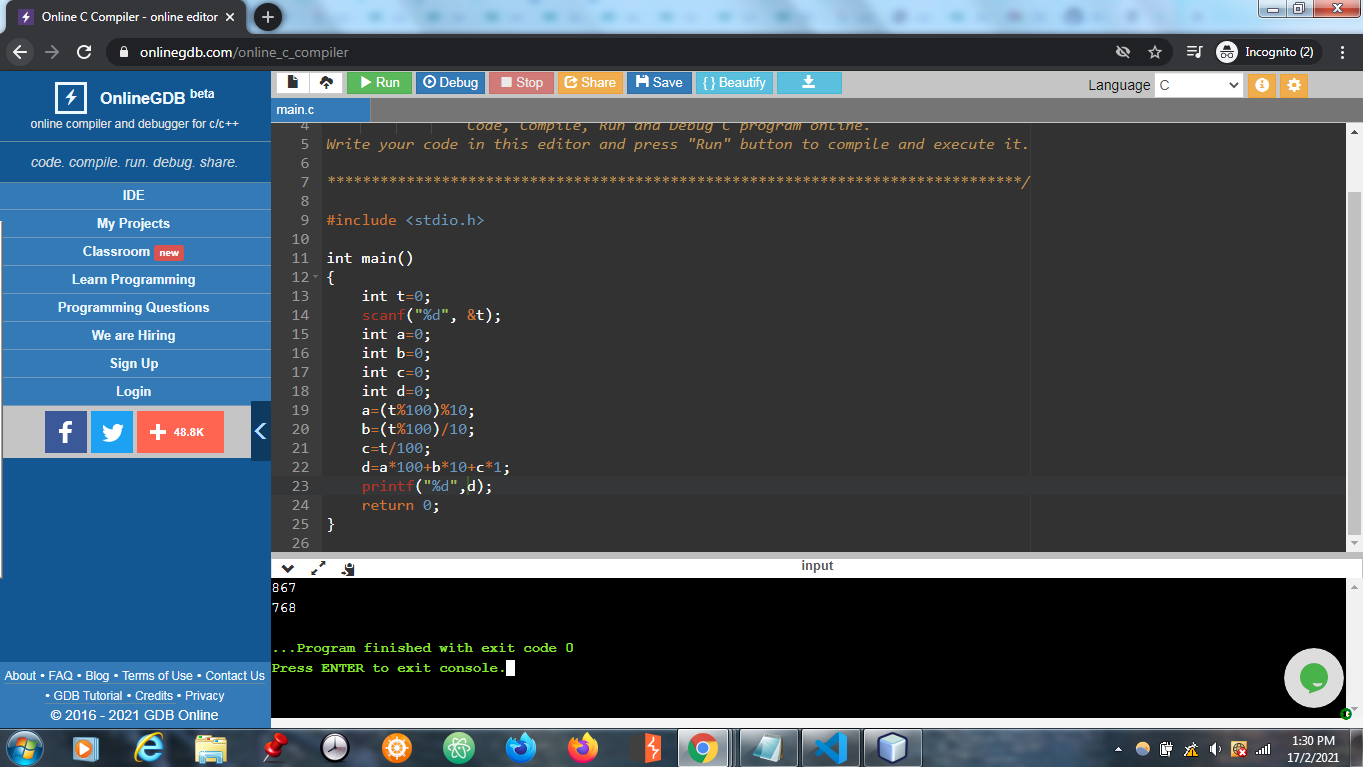 Online C Compiler - online editor
onlinegdb.com/online_c_compiler
Incognito (2)
OnlineGDB beta
online compiler and debugger for c/c++
code. compile. run. debug. share.
IDE
My Projects
Classroom new
Learn Programming
Programming Questions
We are Hiring
Sign Up
Login
48.8K
About • FAQ • Blog • Terms of Use • Contact Us
• GDB Tutorial • Credits • Privacy
© 2016 - 2021 GDB Online
Run Debug Stop Share Save { } Beautify
Language C
main.c
4 Code, Compile, Run and Debug C program online.
5 Write your code in this editor and press "Run" button to compile and execute it.
6
7 *******************************************************************************/
8
9 #include <stdio.h>
10
11 int main()
12 {
13 int t=0;
14 scanf("%d", &t);
15 int a=0;
16 int b=0;
17 int c=0;
18 int d=0;
19 a=(t%100)%10;
20 b=(t%100)/10;
21 c=t/100;
22 d=a*100+b*10+c*1;
23 printf("%d",d);
24 return 0;
25 }
26
input
867
768
...Program finished with exit code 0
Press ENTER to exit console.
1:30 PM
17/2/2021